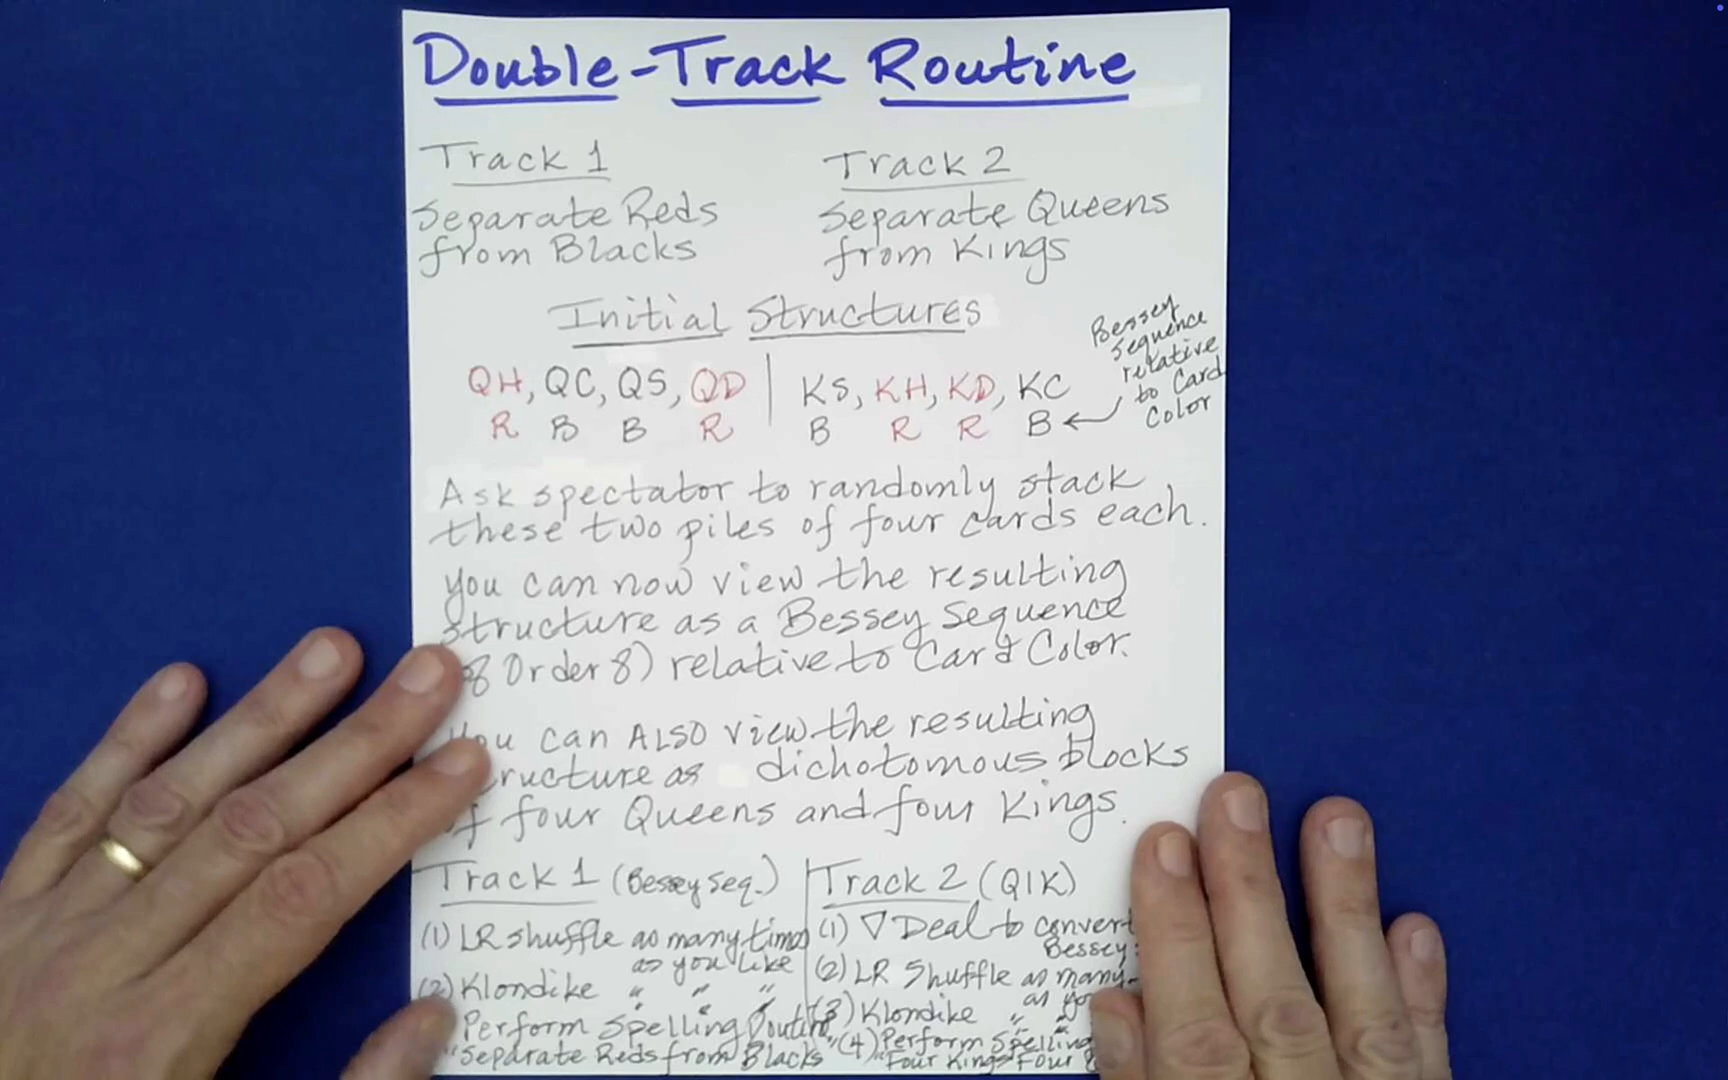 Double-Track Routine
Track 1
Separate Reds
from Blacks
Track 2
Separate Queens
from Kings
Initial Structures
QH, QC, QS, QD | KS, KH, KD, KC
R B B R B R R B ←
Bessey
Sequence
relative
to Card
Color
Ask spectator to randomly stack
these two piles of four cards each.
You can now view the resulting
structure as a Bessey Sequence
Order 8) relative to Card Color.
You can ALSO view the resulting
structure as dichotomous blocks
of four Queens and four Kings.
Track 1 (Bessey Seq.)
(1) LR shuffle as many times
as you like
(2) Klondike " " "
Perform Spelling Routine
"Separate Reds from Blacks"
Track 2 (Q|K)
(1) ▽ Deal to convert
Bessey
(2) LR Shuffle as many
as yo
(3) Klondike " "
(4) Perform Spelling
"Four Kings Four